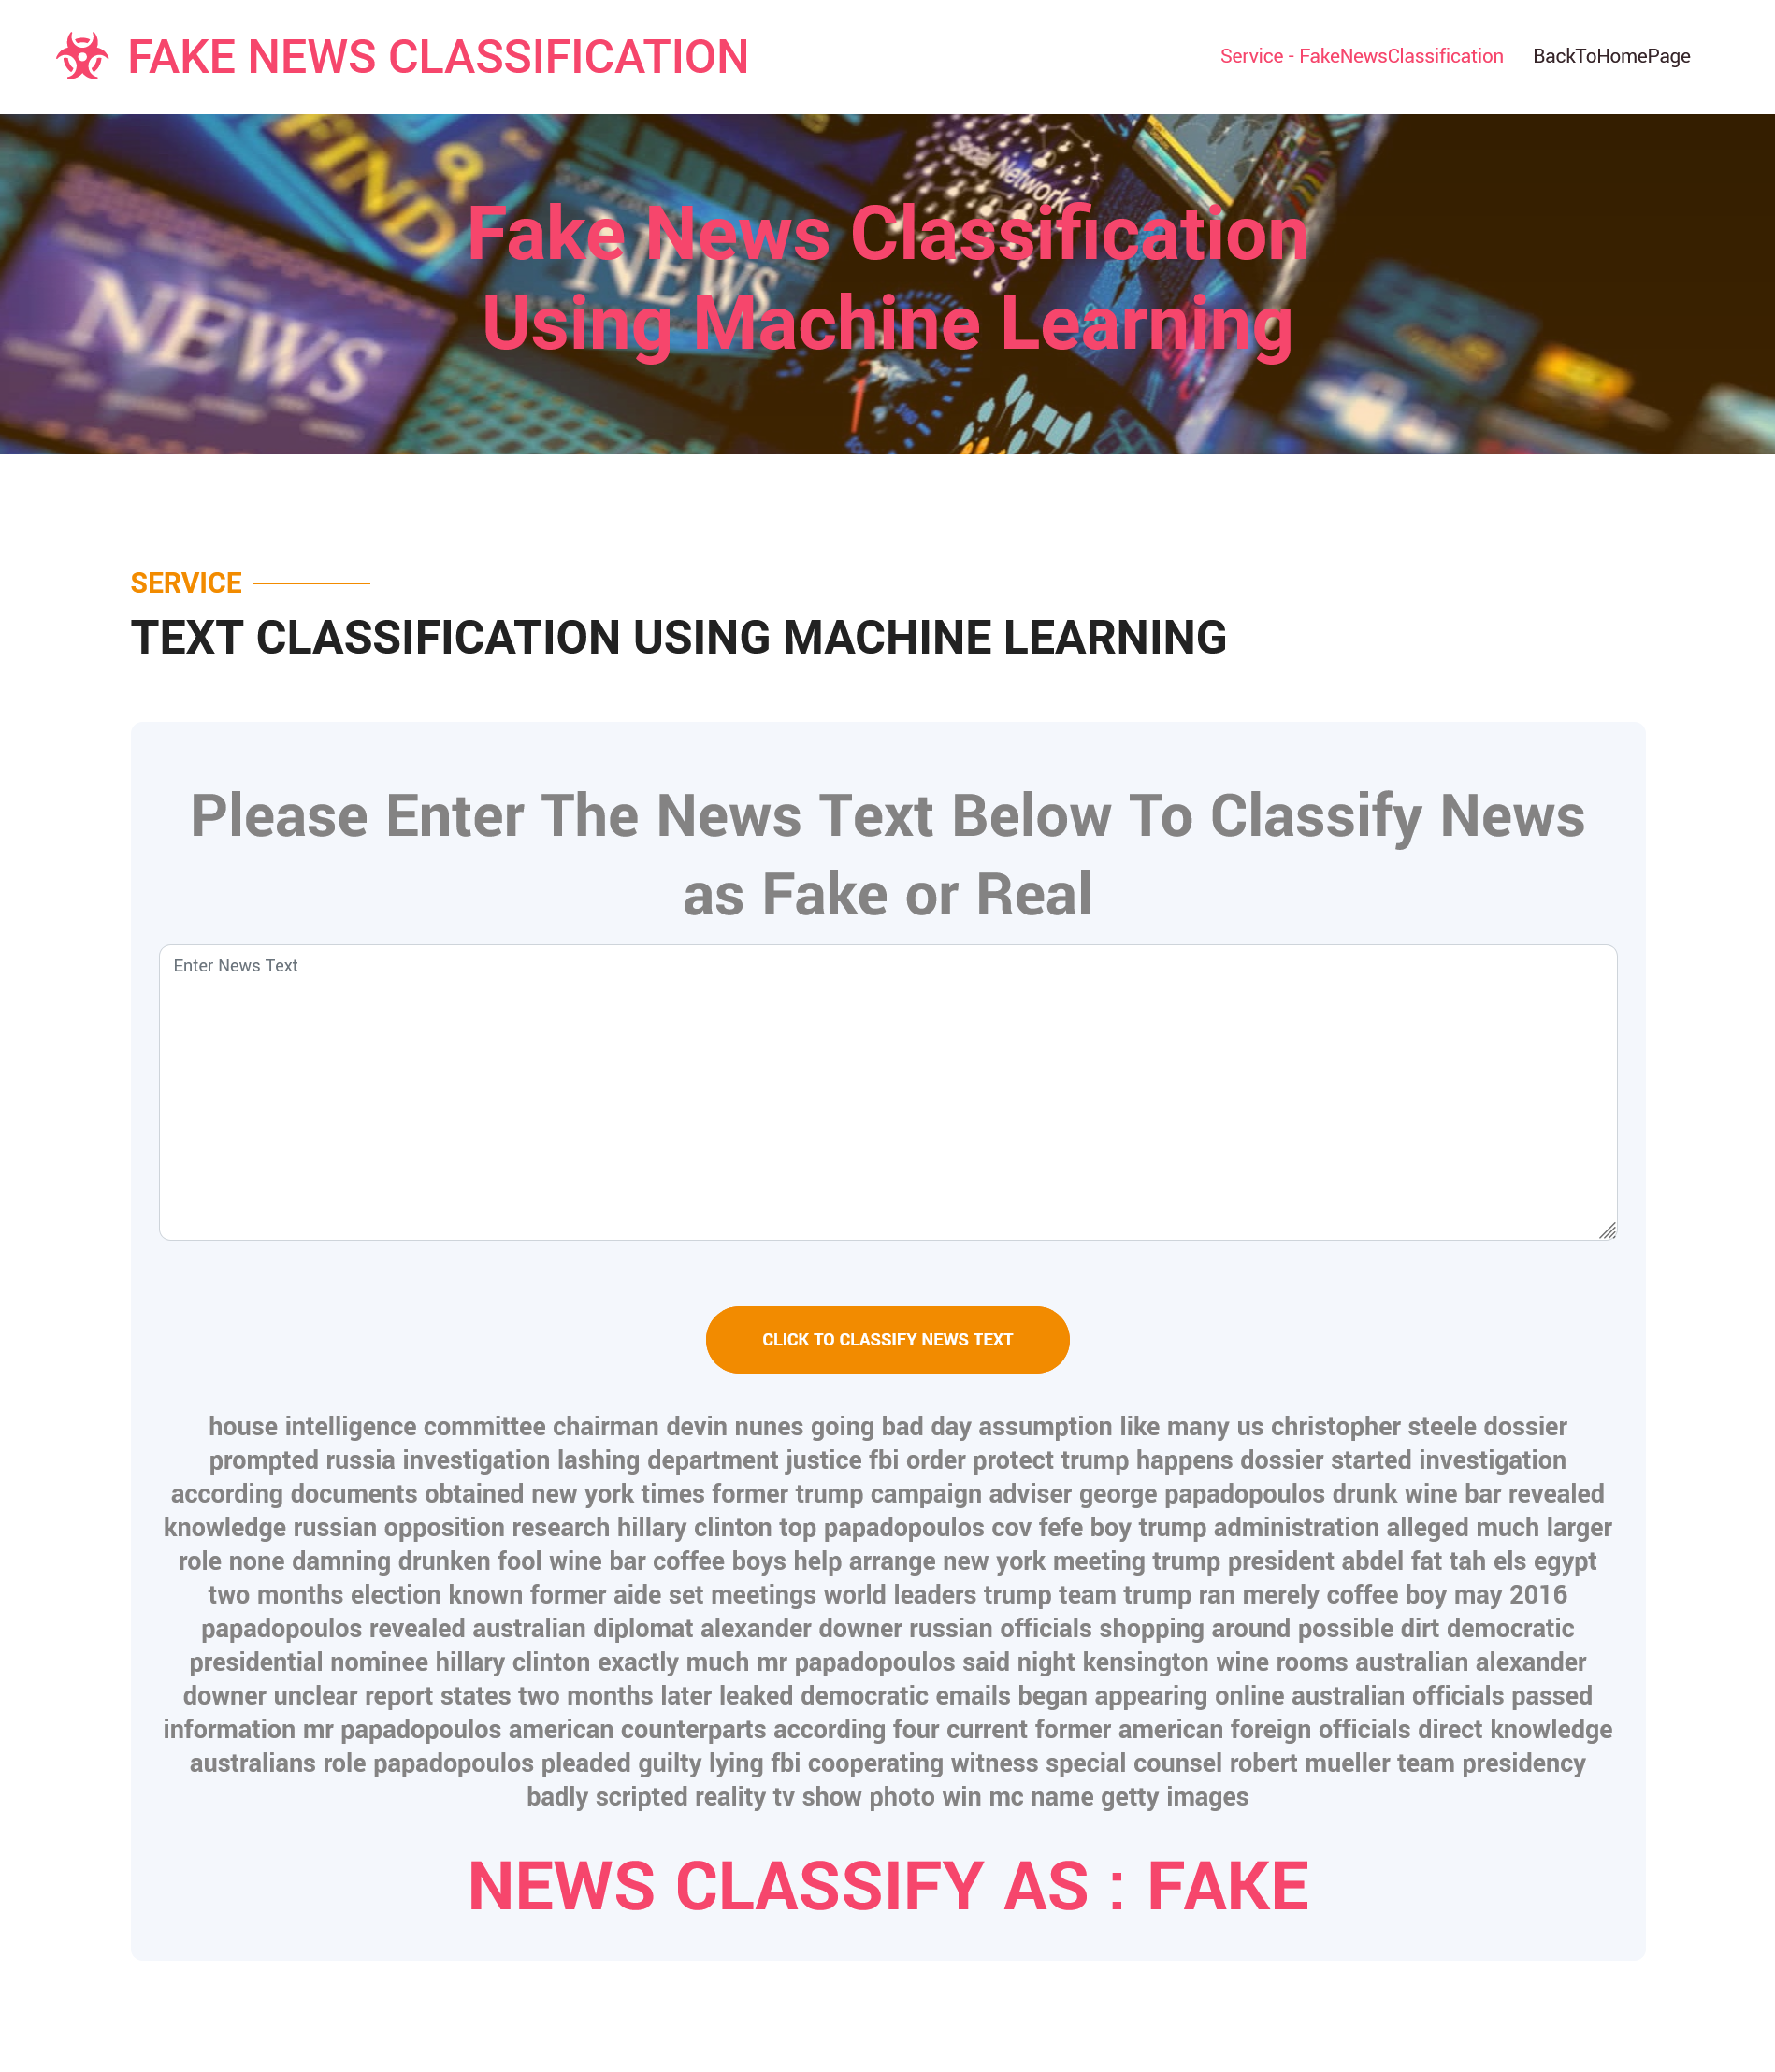 FAKE NEWS CLASSIFICATION
Service - FakeNewsClassification
BackToHomePage
FIND
Social Network
NEWS
NEWS
Fake News Classification
Using Machine Learning
SERVICE
TEXT CLASSIFICATION USING MACHINE LEARNING
Please Enter The News Text Below To Classify News
as Fake or Real
Enter News Text
CLICK TO CLASSIFY NEWS TEXT
house intelligence committee chairman devin nunes going bad day assumption like many us christopher steele dossier
prompted russia investigation lashing department justice fbi order protect trump happens dossier started investigation
according documents obtained new york times former trump campaign adviser george papadopoulos drunk wine bar revealed
knowledge russian opposition research hillary clinton top papadopoulos cov fefe boy trump administration alleged much larger
role none damning drunken fool wine bar coffee boys help arrange new york meeting trump president abdel fat tah els egypt
two months election known former aide set meetings world leaders trump team trump ran merely coffee boy may 2016
papadopoulos revealed australian diplomat alexander downer russian officials shopping around possible dirt democratic
presidential nominee hillary clinton exactly much mr papadopoulos said night kensington wine rooms australian alexander
downer unclear report states two months later leaked democratic emails began appearing online australian officials passed
information mr papadopoulos american counterparts according four current former american foreign officials direct knowledge
australians role papadopoulos pleaded guilty lying fbi cooperating witness special counsel robert mueller team presidency
badly scripted reality tv show photo win mc name getty images
NEWS CLASSIFY AS : FAKE